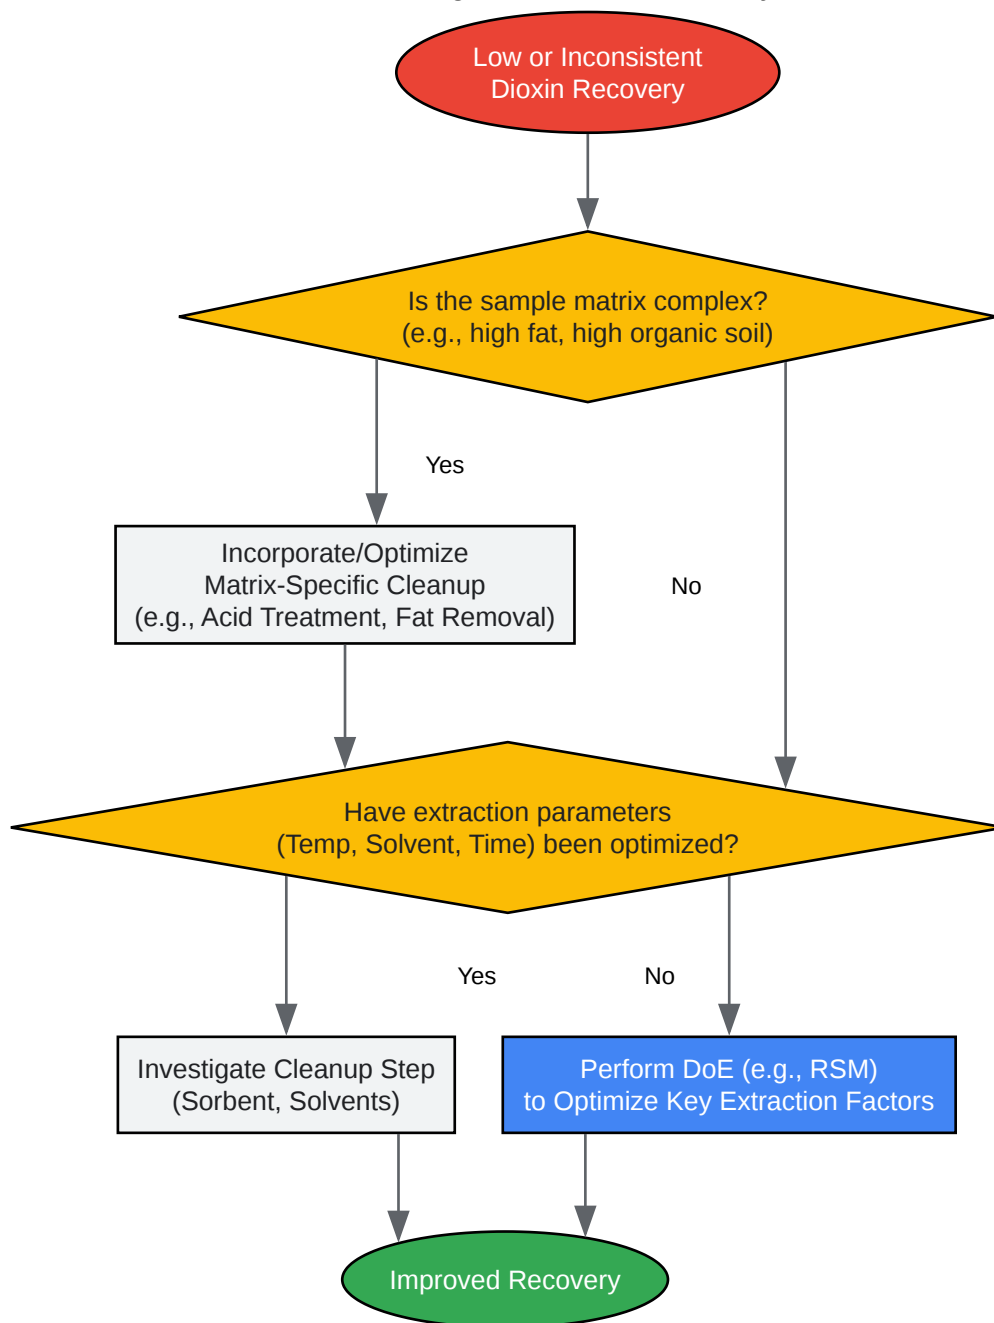 Low or Inconsistent
Dioxin Recovery
Is the sample matrix complex?
(e.g., high fat, high organic soil)
Yes
Incorporate/Optimize
Matrix-Specific Cleanup
(e.g., Acid Treatment, Fat Removal)
No
Have extraction parameters
(Temp, Solvent, Time) been optimized?
Yes
No
Investigate Cleanup Step
(Sorbent, Solvents)
Perform DoE (e.g., RSM)
to Optimize Key Extraction Factors
Improved Recovery